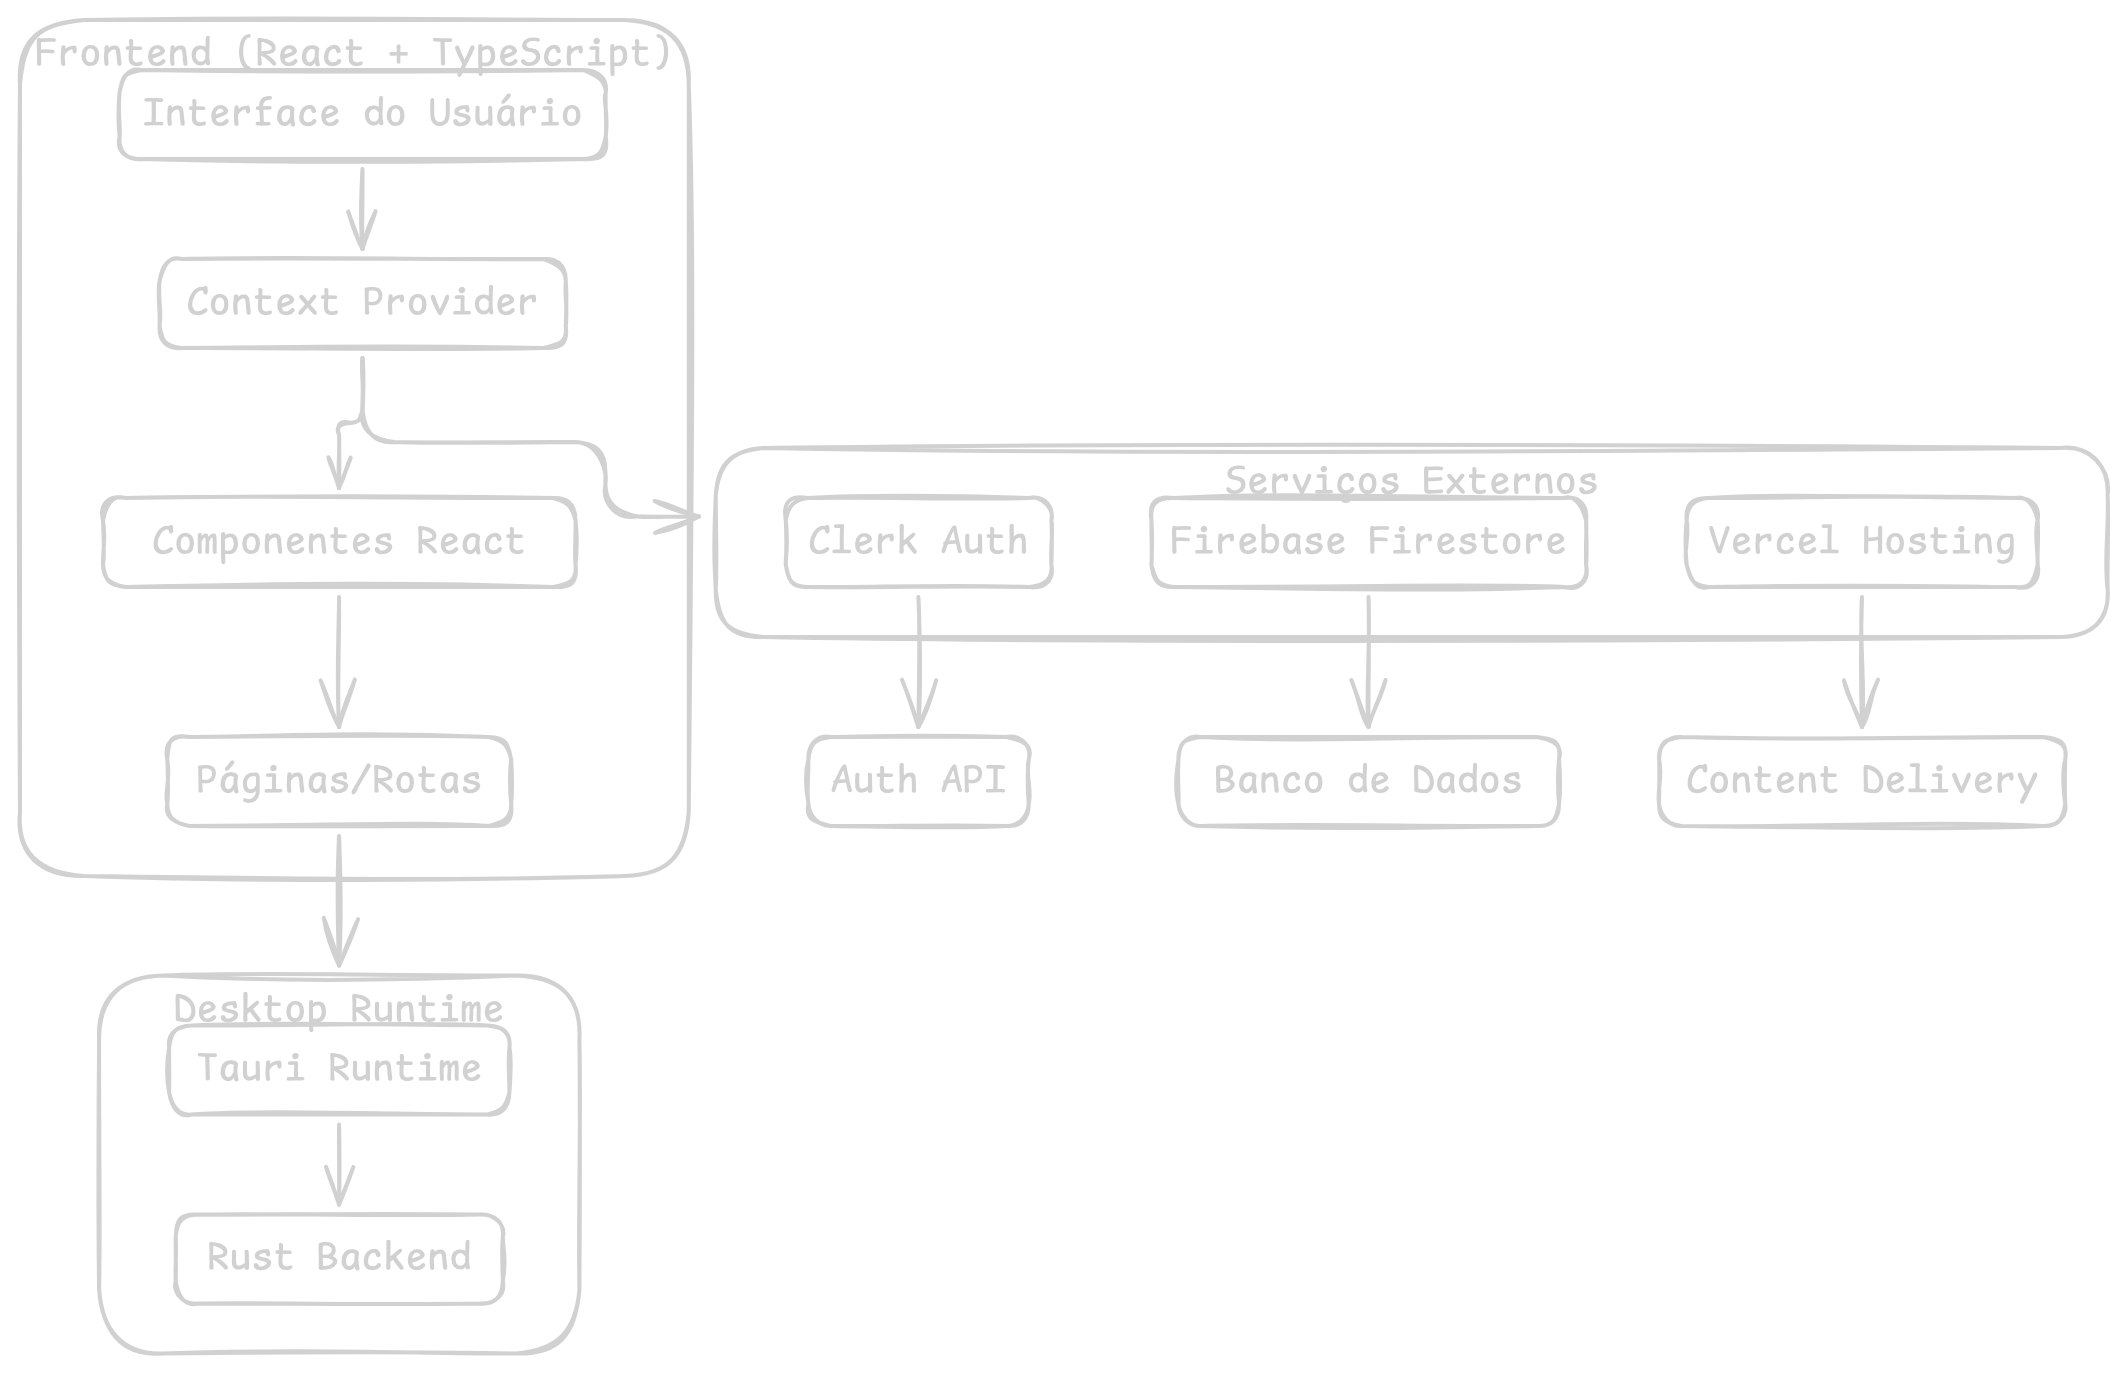 Frontend (React + TypeScript)
Interface do Usuário
Context Provider
Componentes React
Páginas/Rotas
Serviços Externos
Clerk Auth
Firebase Firestore
Vercel Hosting
Auth API
Banco de Dados
Content Delivery
Desktop Runtime
Tauri Runtime
Rust Backend